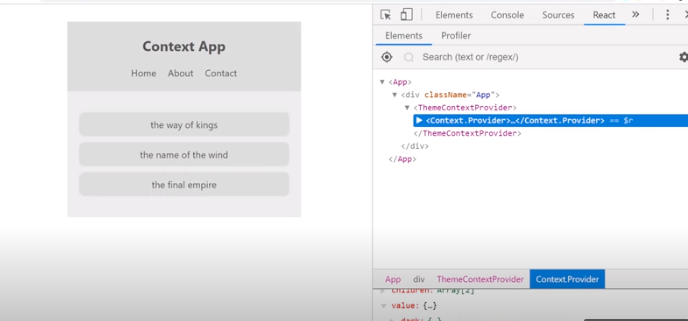 Context App
Home About Contact
the way of kings
the name of the wind
the final empire
Elements Console Sources React »
Elements Profiler
Search (text or /regex/)
▼ <App>
▼ <div className="App">
▼ <ThemeContextProvider>
▶ <Context.Provider>…</Context.Provider> == $r
</ThemeContextProvider>
</div>
</App>
App div ThemeContextProvider Context.Provider
children: Array[2]
▼ value: {…}
▶ dark: {…}